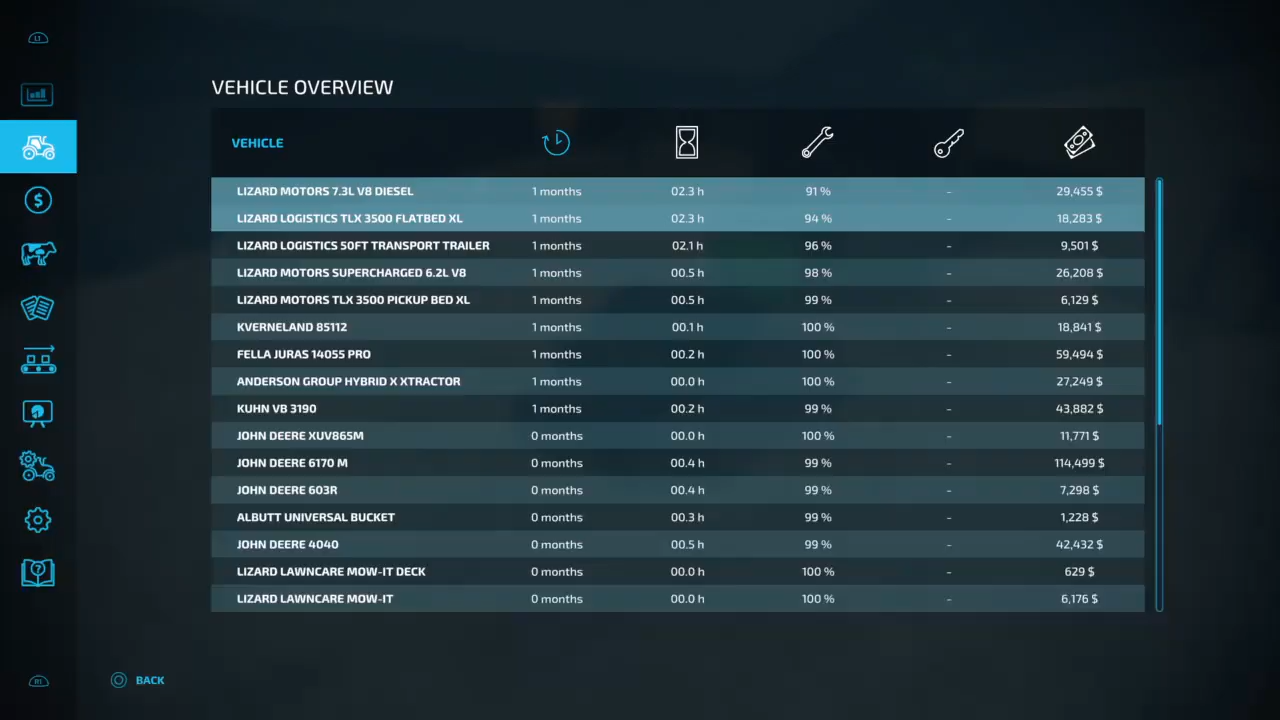 L1
VEHICLE OVERVIEW
VEHICLE
LIZARD MOTORS 7.3L V8 DIESEL 1 months 02.3 h 91 % - 29,455 $
LIZARD LOGISTICS TLX 3500 FLATBED XL 1 months 02.3 h 94 % - 18,283 $
LIZARD LOGISTICS 50FT TRANSPORT TRAILER 1 months 02.1 h 96 % - 9,501 $
LIZARD MOTORS SUPERCHARGED 6.2L V8 1 months 00.5 h 98 % - 26,208 $
LIZARD MOTORS TLX 3500 PICKUP BED XL 1 months 00.5 h 99 % - 6,129 $
KVERNELAND 85112 1 months 00.1 h 100 % - 18,841 $
FELLA JURAS 14055 PRO 1 months 00.2 h 100 % - 59,494 $
ANDERSON GROUP HYBRID X XTRACTOR 1 months 00.0 h 100 % - 27,249 $
KUHN VB 3190 1 months 00.2 h 99 % - 43,882 $
JOHN DEERE XUV865M 0 months 00.0 h 100 % - 11,771 $
JOHN DEERE 6170 M 0 months 00.4 h 99 % - 114,499 $
JOHN DEERE 603R 0 months 00.4 h 99 % - 7,298 $
ALBUTT UNIVERSAL BUCKET 0 months 00.3 h 99 % - 1,228 $
JOHN DEERE 4040 0 months 00.5 h 99 % - 42,432 $
LIZARD LAWNCARE MOW-IT DECK 0 months 00.0 h 100 % - 629 $
LIZARD LAWNCARE MOW-IT 0 months 00.0 h 100 % - 6,176 $
R1
BACK